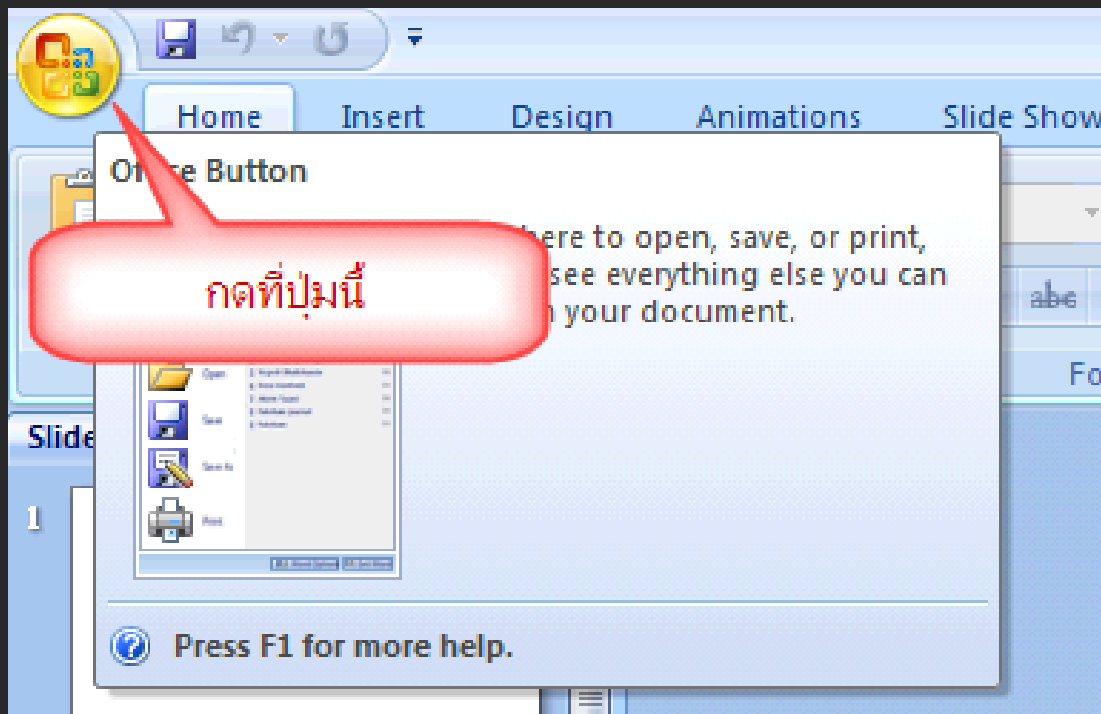 Home Insert Design Animations Slide Show
Office Button
กดที่ปุ่มนี้
here to open, save, or print,
see everything else you can
your document.
abc
Fo
Open
Save
Save As
Print
Slide
1
Press F1 for more help.